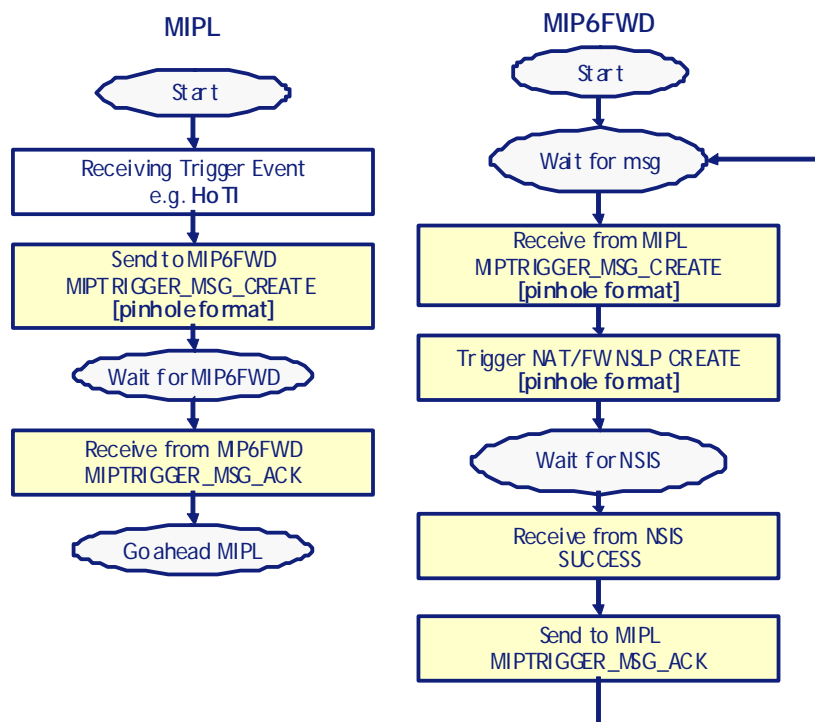 MIPL
Start
Receiving Trigger Event
e.g. HoTI
Send to MIP6FWD
MIPTRIGGER_MSG_CREATE
[pinhole format]
Wait for MIP6FWD
Receive from MIP6FWD
MIPTRIGGER_MSG_ACK
Go ahead MIPL
MIP6FWD
Start
Wait for msg
Receive from MIPL
MIPTRIGGER_MSG_CREATE
[pinhole format]
Trigger NAT/FW NSLP CREATE
[pinhole format]
Wait for NSIS
Receive from NSIS
SUCCESS
Send to MIPL
MIPTRIGGER_MSG_ACK